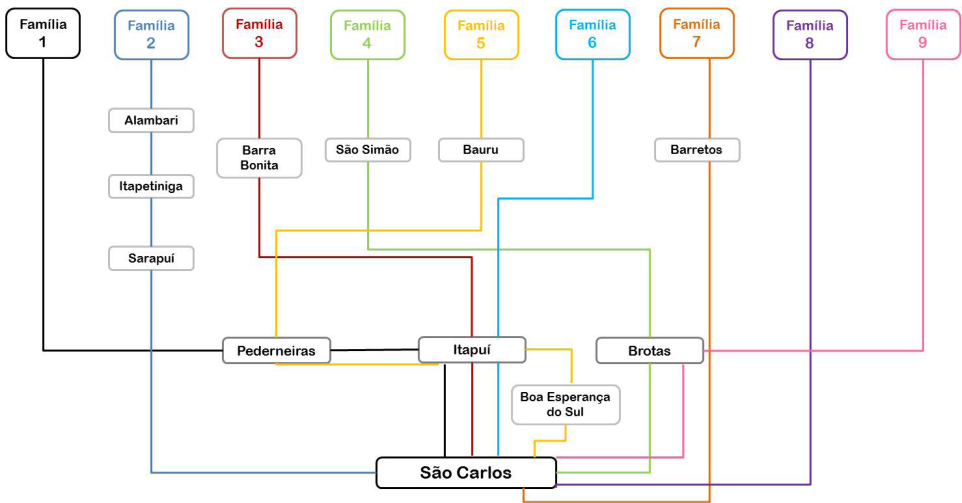 Família
1
Família
2
Família
3
Família
4
Família
5
Família
6
Família
7
Família
8
Família
9
Alambari
Barra
Bonita
São Simão
Bauru
Barretos
Itapetiniga
Sarapuí
Pederneiras
Itapuí
Brotas
Boa Esperança
do Sul
São Carlos